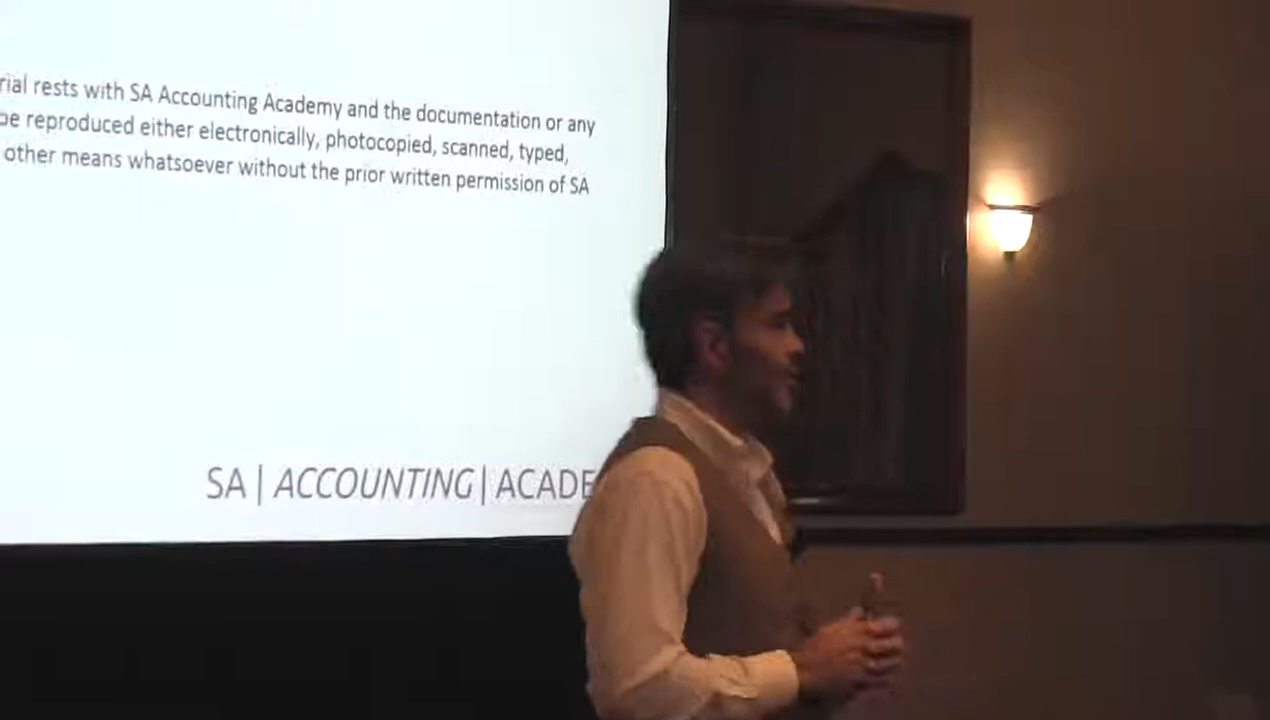 rial rests with SA Accounting Academy and the documentation or any
be reproduced either electronically, photocopied, scanned, typed,
other means whatsoever without the prior written permission of SA
SA | ACCOUNTING | ACADE